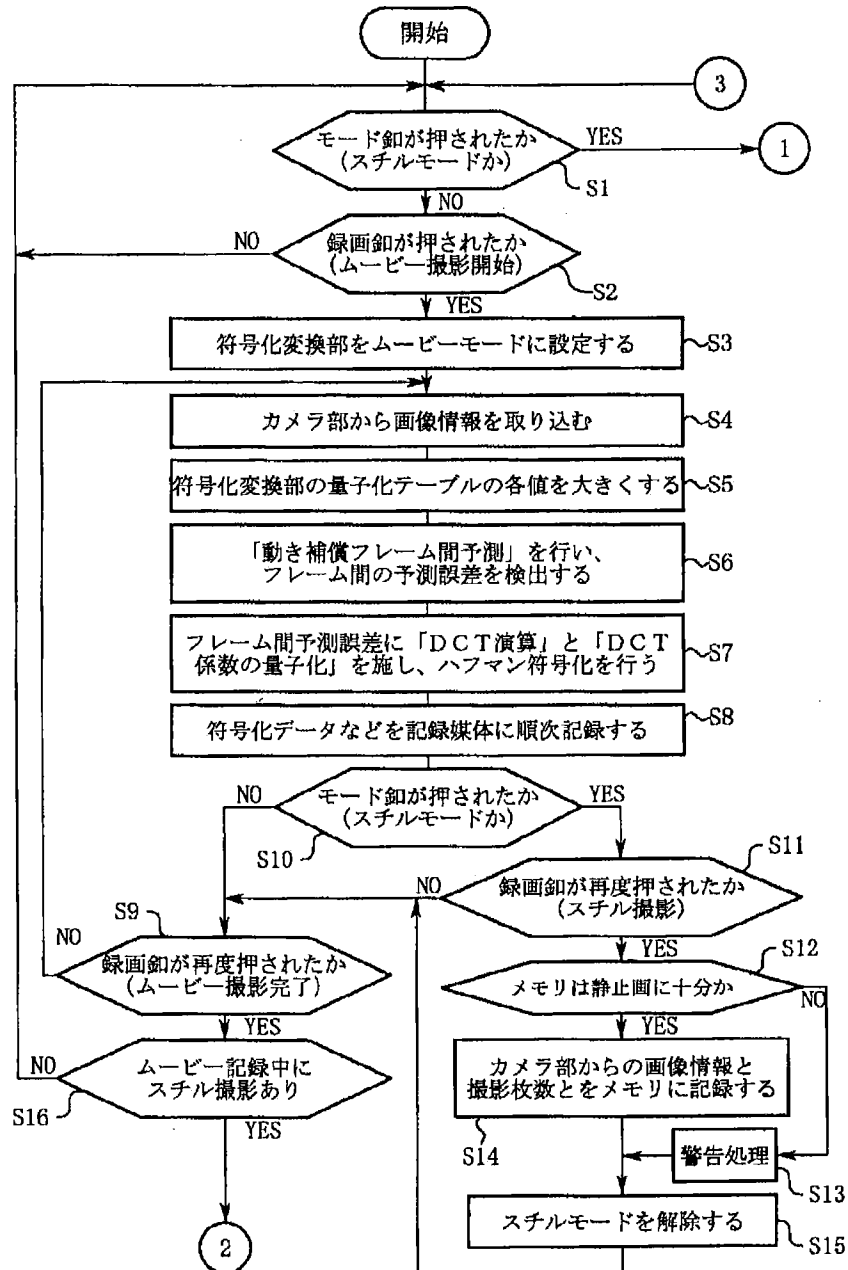 開始
3
モード釦が押されたか
(スチルモードか)
YES
1
S1
NO
録画釦が押されたか
(ムービー撮影開始)
NO
S2
YES
符号化変換部をムービーモードに設定する
S3
カメラ部から画像情報を取り込む
S4
符号化変換部の量子化テーブルの各値を大きくする
S5
「動き補償フレーム間予測」を行い、
フレーム間の予測誤差を検出する
S6
フレーム間予測誤差に「DCT演算」と「DCT
係数の量子化」を施し、ハフマン符号化を行う
S7
符号化データなどを記録媒体に順次記録する
S8
NO
モード釦が押されたか
(スチルモードか)
YES
S10
S11
NO
録画釦が再度押されたか
(スチル撮影)
YES
S9
NO
録画釦が再度押されたか
(ムービー撮影完了)
YES
S12
メモリは静止画に十分か
NO
YES
NO
ムービー記録中に
スチル撮影あり
S16
YES
カメラ部からの画像情報と
撮影枚数とをメモリに記録する
S14
警告処理
S13
スチルモードを解除する
S15
2